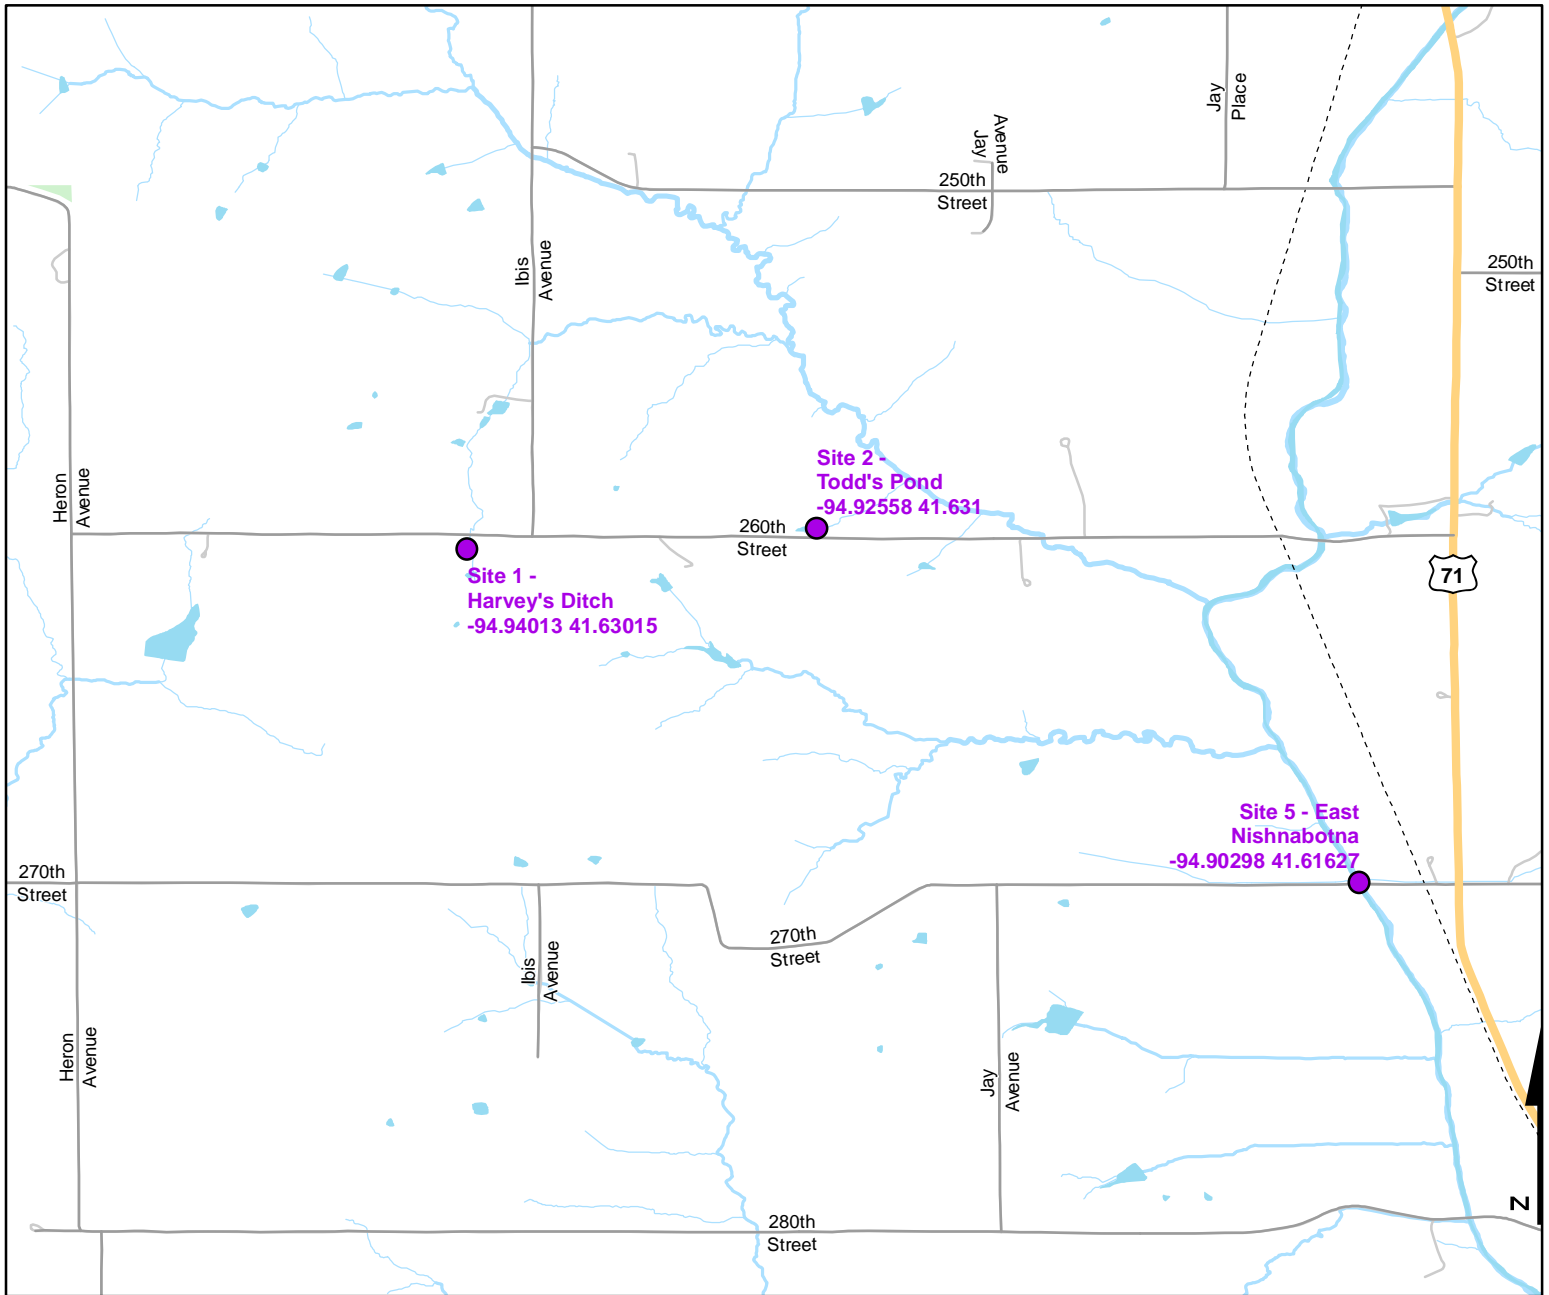 Jay
Place
Avenue
Jay
250th
Street
Ibis
Avenue
250th
Street
Heron
Avenue
Site 2 -
Todd's Pond
-94.92558 41.631
260th
Street
Site 1 -
Harvey's Ditch
-94.94013 41.63015
71
Site 5 - East
Nishnabotna
-94.90298 41.61627
270th
Street
270th
Street
Ibis
Avenue
Heron
Avenue
Jay
Avenue
N
280th
Street